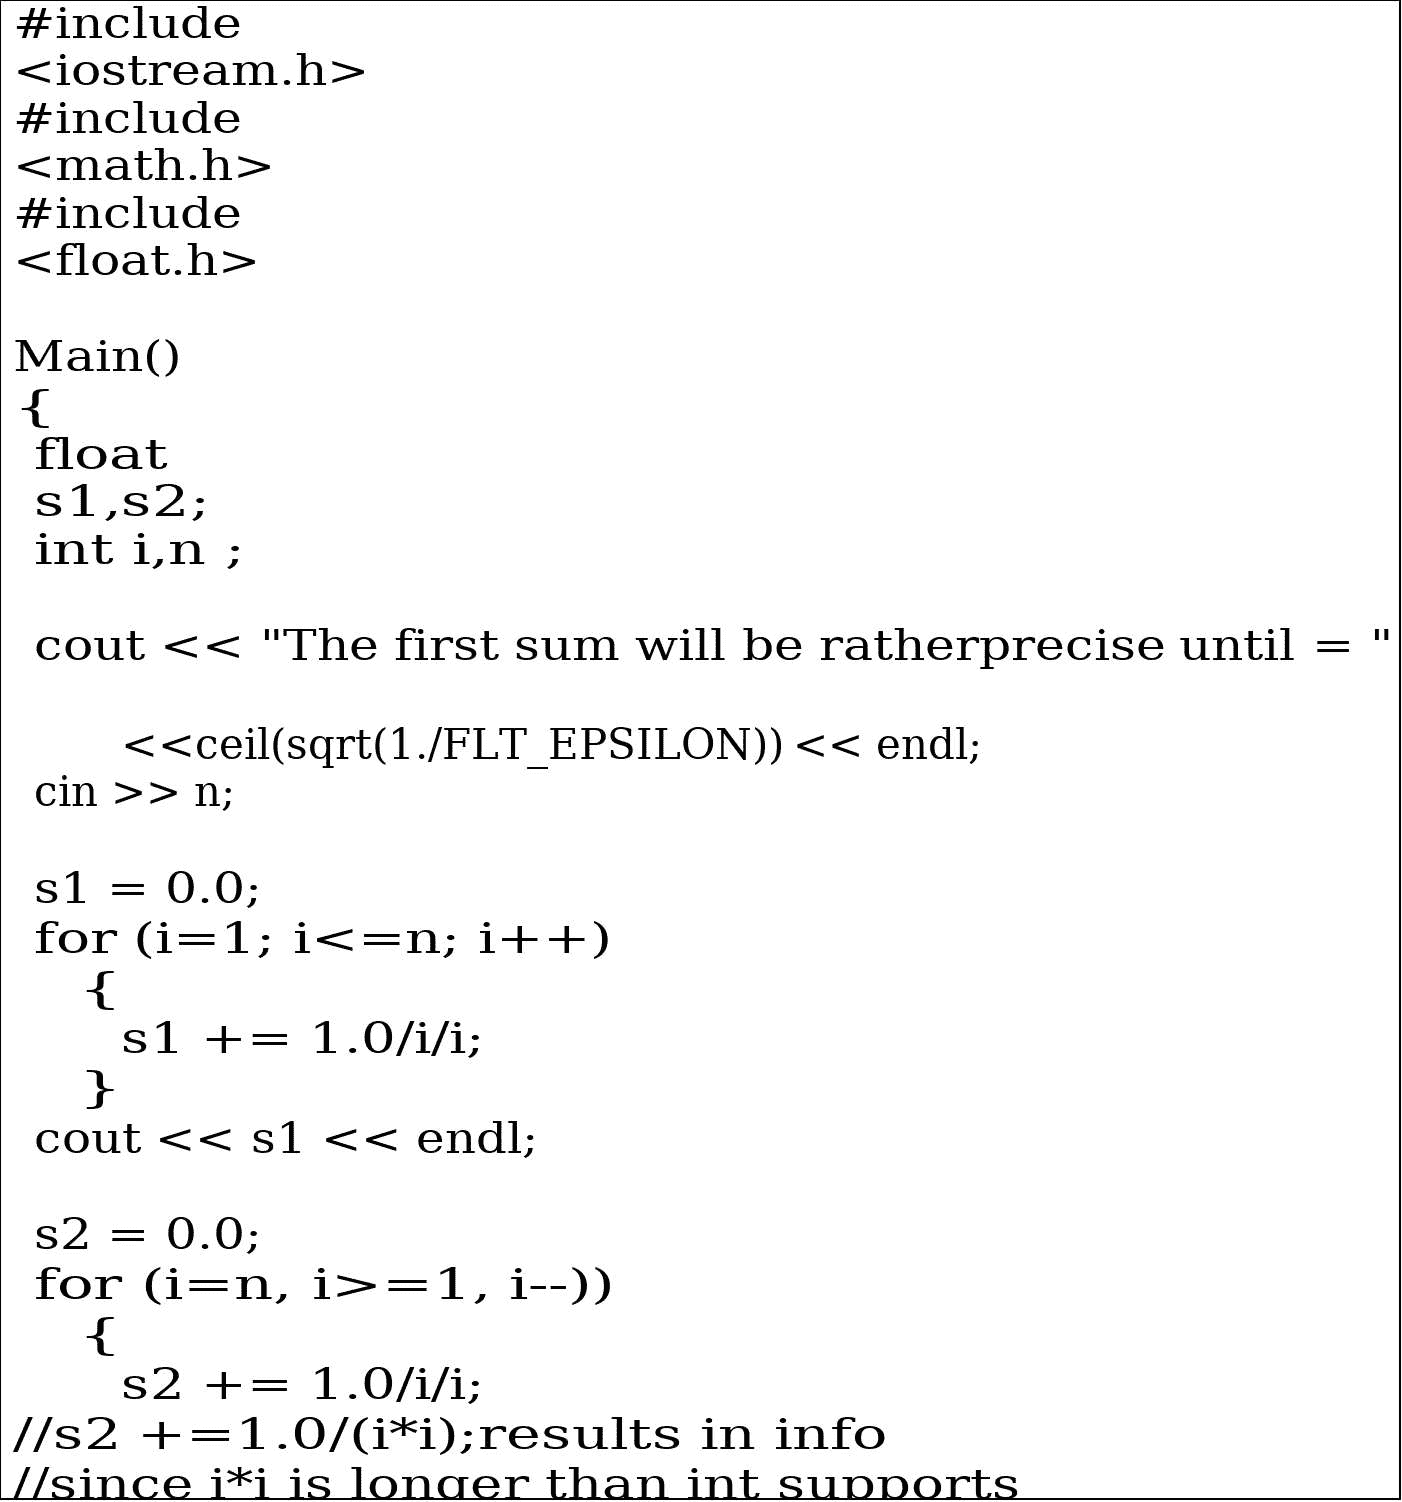 #include
<iostream.h>
#include
<math.h>
#include
<float.h>
Main()
{
float
s1,s2;
int i,n ;
cout << "The first sum will be ratherprecise until = "
<<ceil(sqrt(1./FLT_EPSILON)) << endl;
cin >> n;
s1 = 0.0;
for (i=1; i<=n; i++)
{
s1 += 1.0/i/i;
}
cout << s1 << endl;
s2 = 0.0;
for (i=n, i>=1, i--))
{
s2 += 1.0/i/i;
//s2 +=1.0/(i*i);results in info
//since i*i is longer than int supports